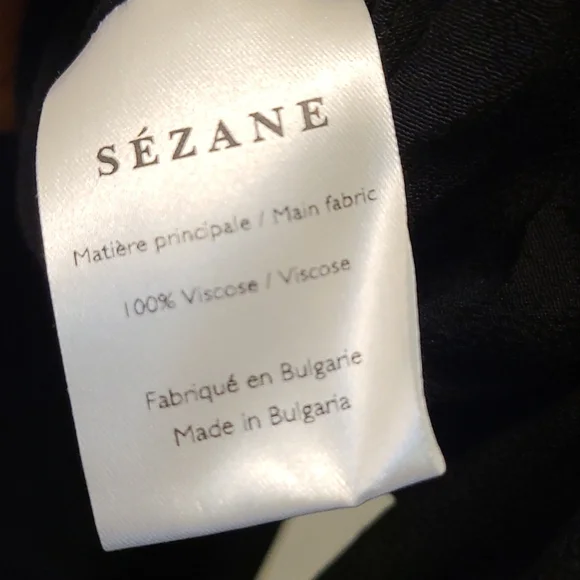 SÉZANE
Matière principale / Main fabric
100% Viscose / Viscose
Fabriqué en Bulgarie
Made in Bulgaria